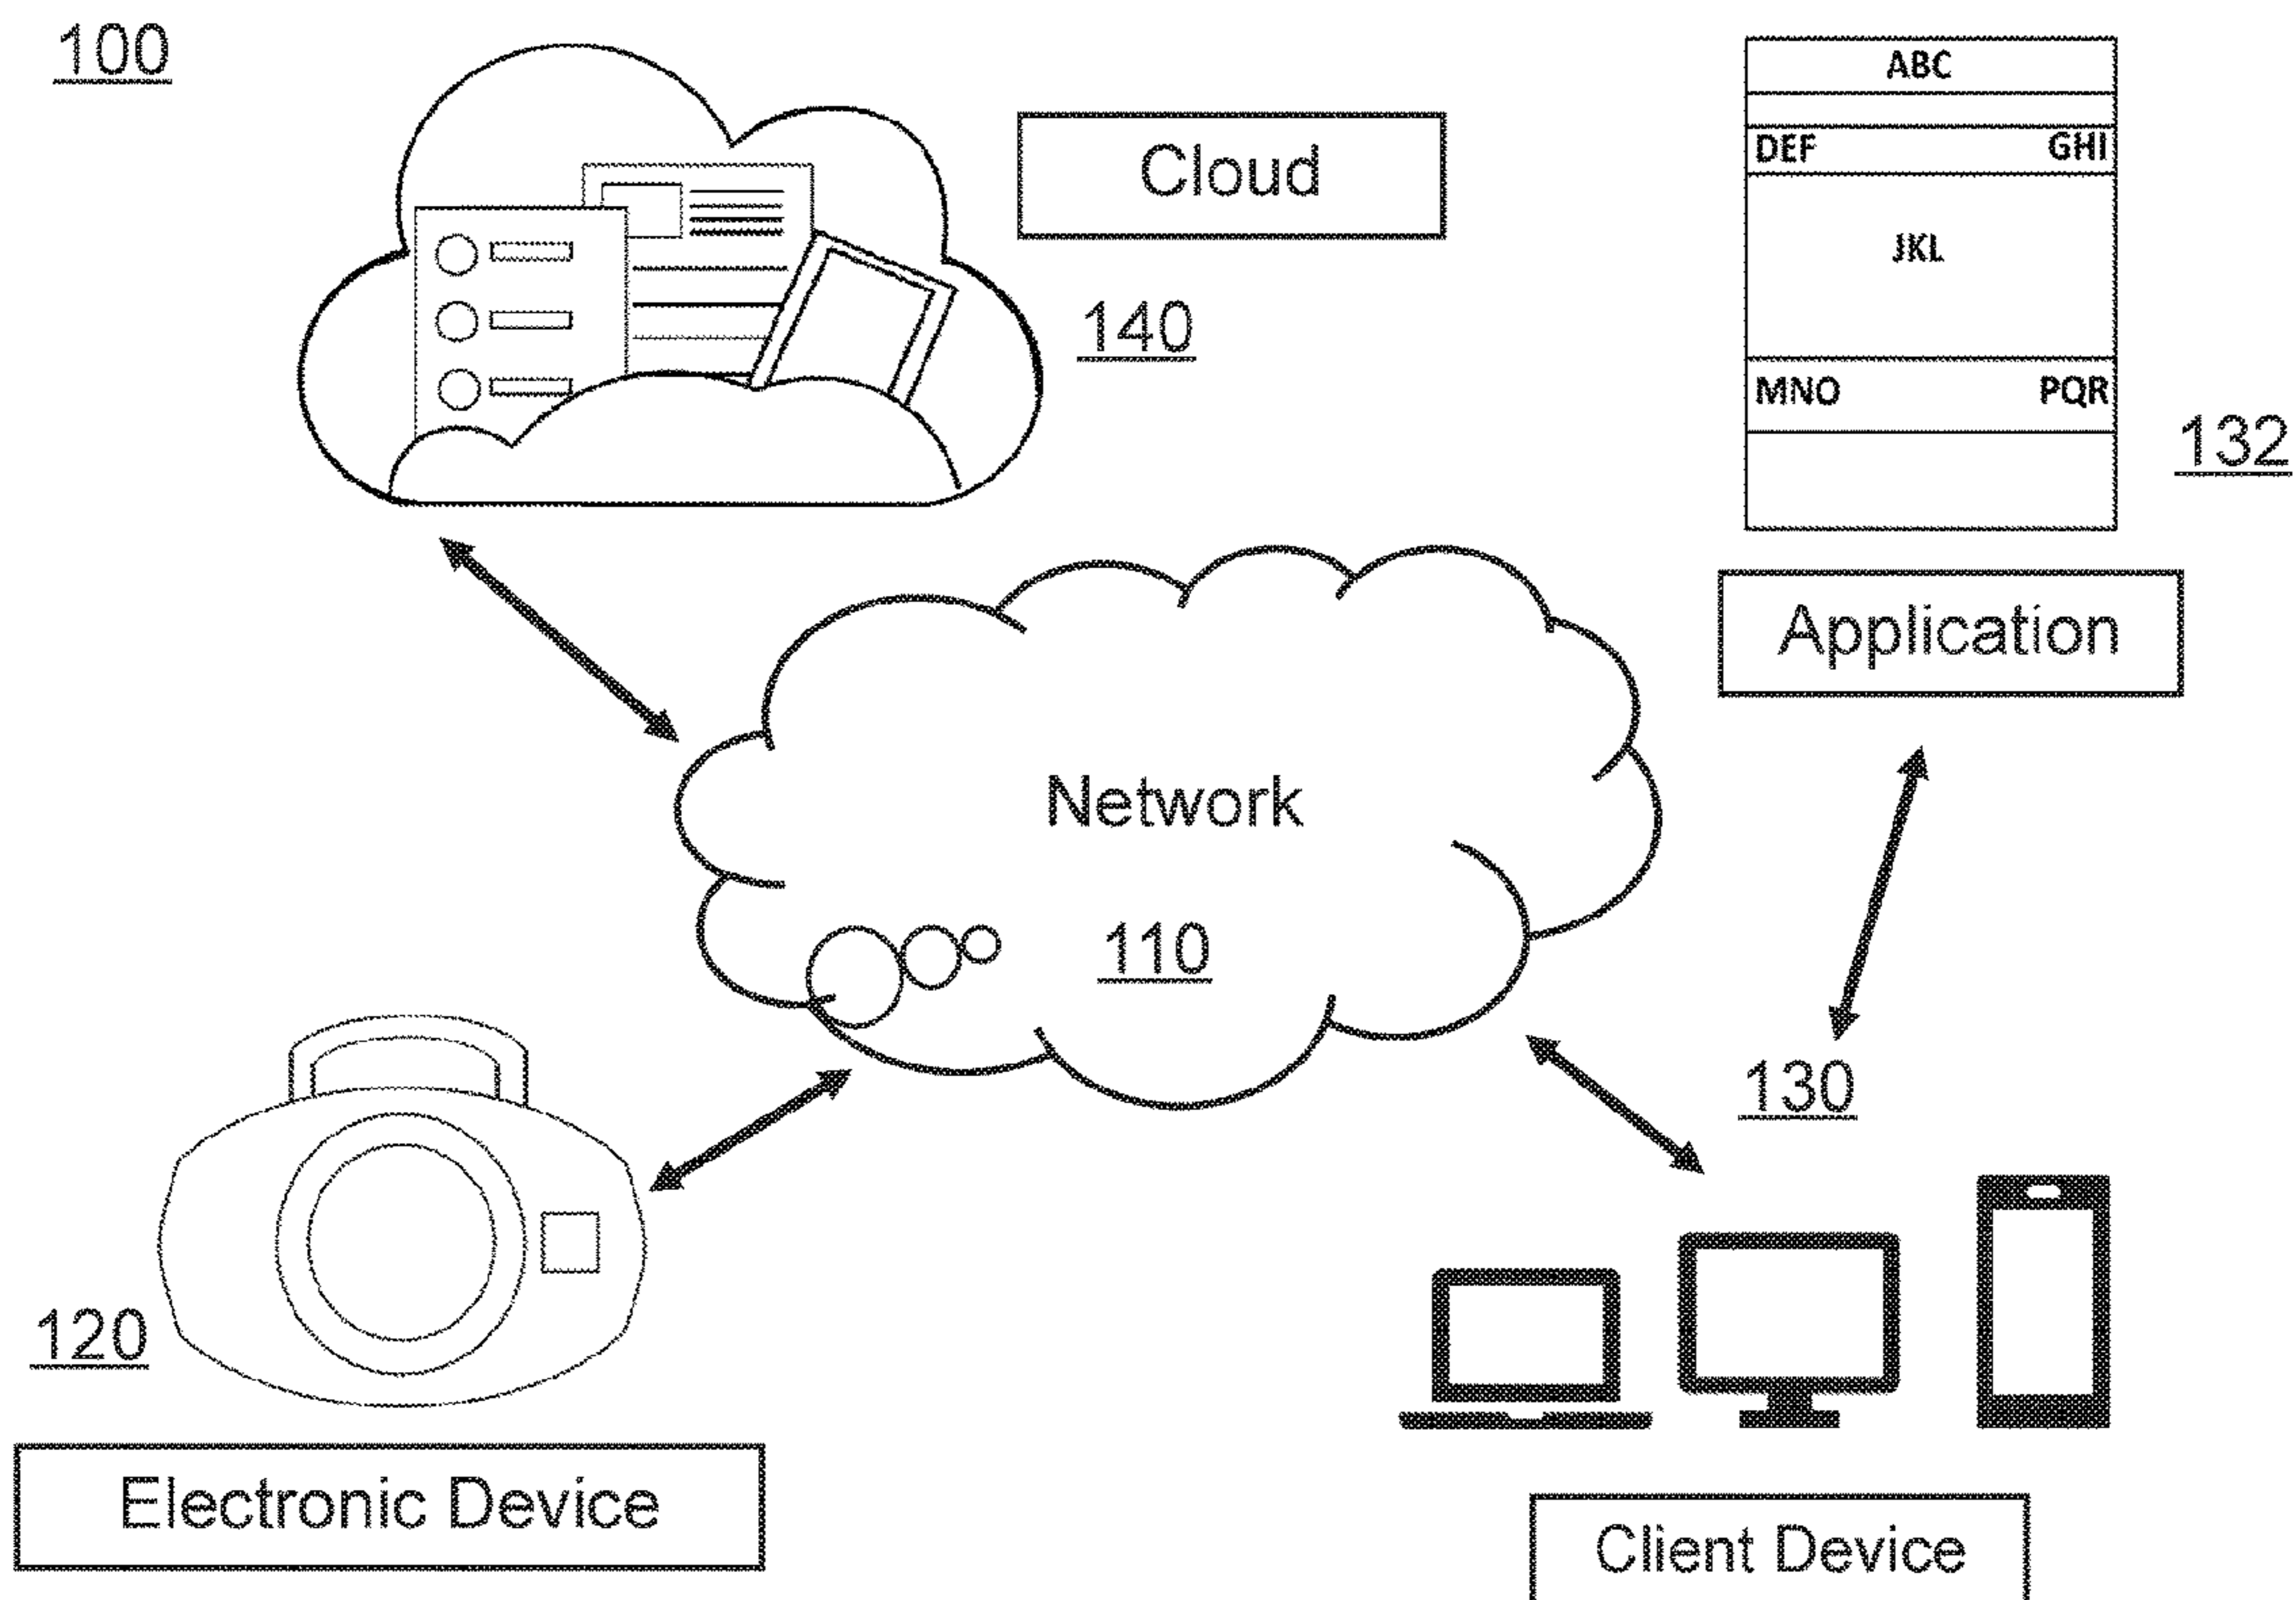 100
ABC
DEF GHI
JKL
MNO PQR
132
Application
Cloud
140
Network
110
130
120
Electronic Device
Client Device